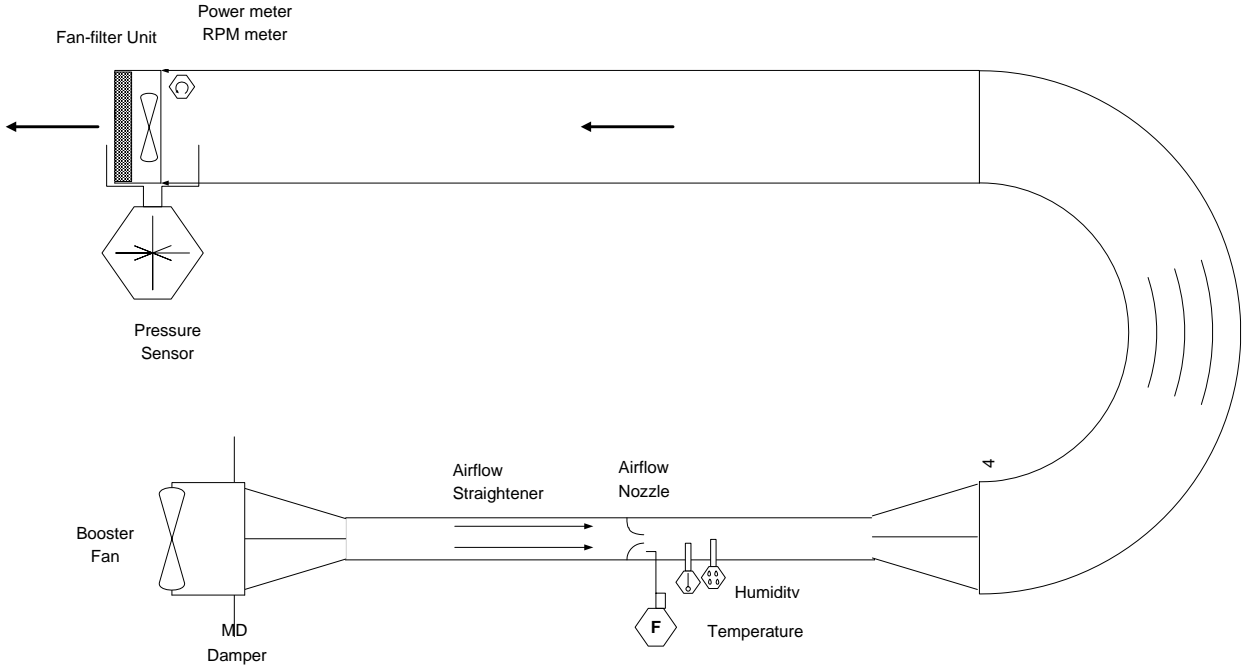 Power meter
RPM meter
Fan-filter Unit
Pressure
Sensor
4
Airflow
Straightener
Airflow
Nozzle
Booster
Fan
Humiditv
F
Temperature
MD
Damper